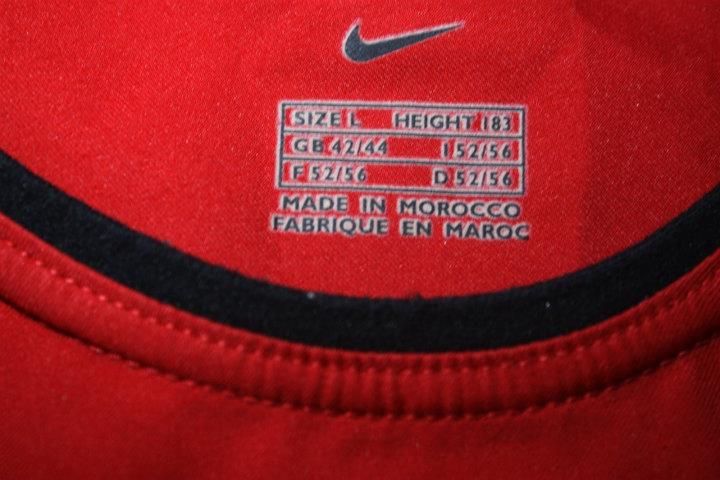 SIZE L HEIGHT 183
GB 42/44 I 52/56
F 52/56 D 52/56
MADE IN MOROCCO
FABRIQUE EN MAROC